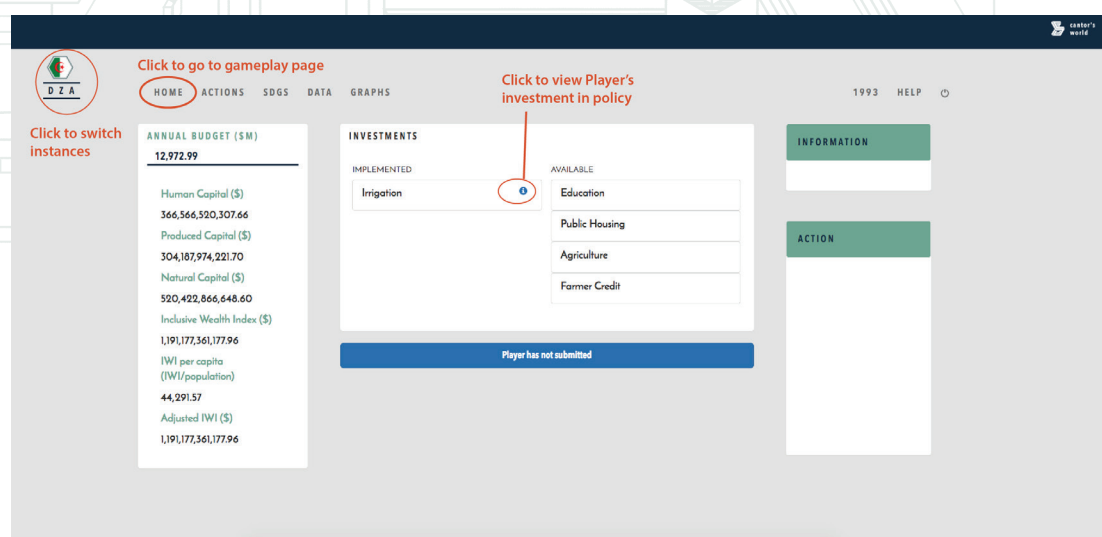 cantor's
world
DZA
Click to switch
instances
Click to go to gameplay page
HOME ACTIONS SDGS DATA GRAPHS
Click to view Player's
investment in policy
1993 HELP
ANNUAL BUDGET ($M)
12,972.99
Human Capital ($)
366,566,520,307.66
Produced Capital ($)
304,187,974,221.70
Natural Capital ($)
520,422,866,648.60
Inclusive Wealth Index ($)
1,191,177,361,177.96
IWI per capita
(IWI/population)
44,291.57
Adjusted IWI ($)
1,191,177,361,177.96
INVESTMENTS
IMPLEMENTED
Irrigation
AVAILABLE
Education
Public Housing
Agriculture
Farmer Credit
Player has not submitted
INFORMATION
ACTION